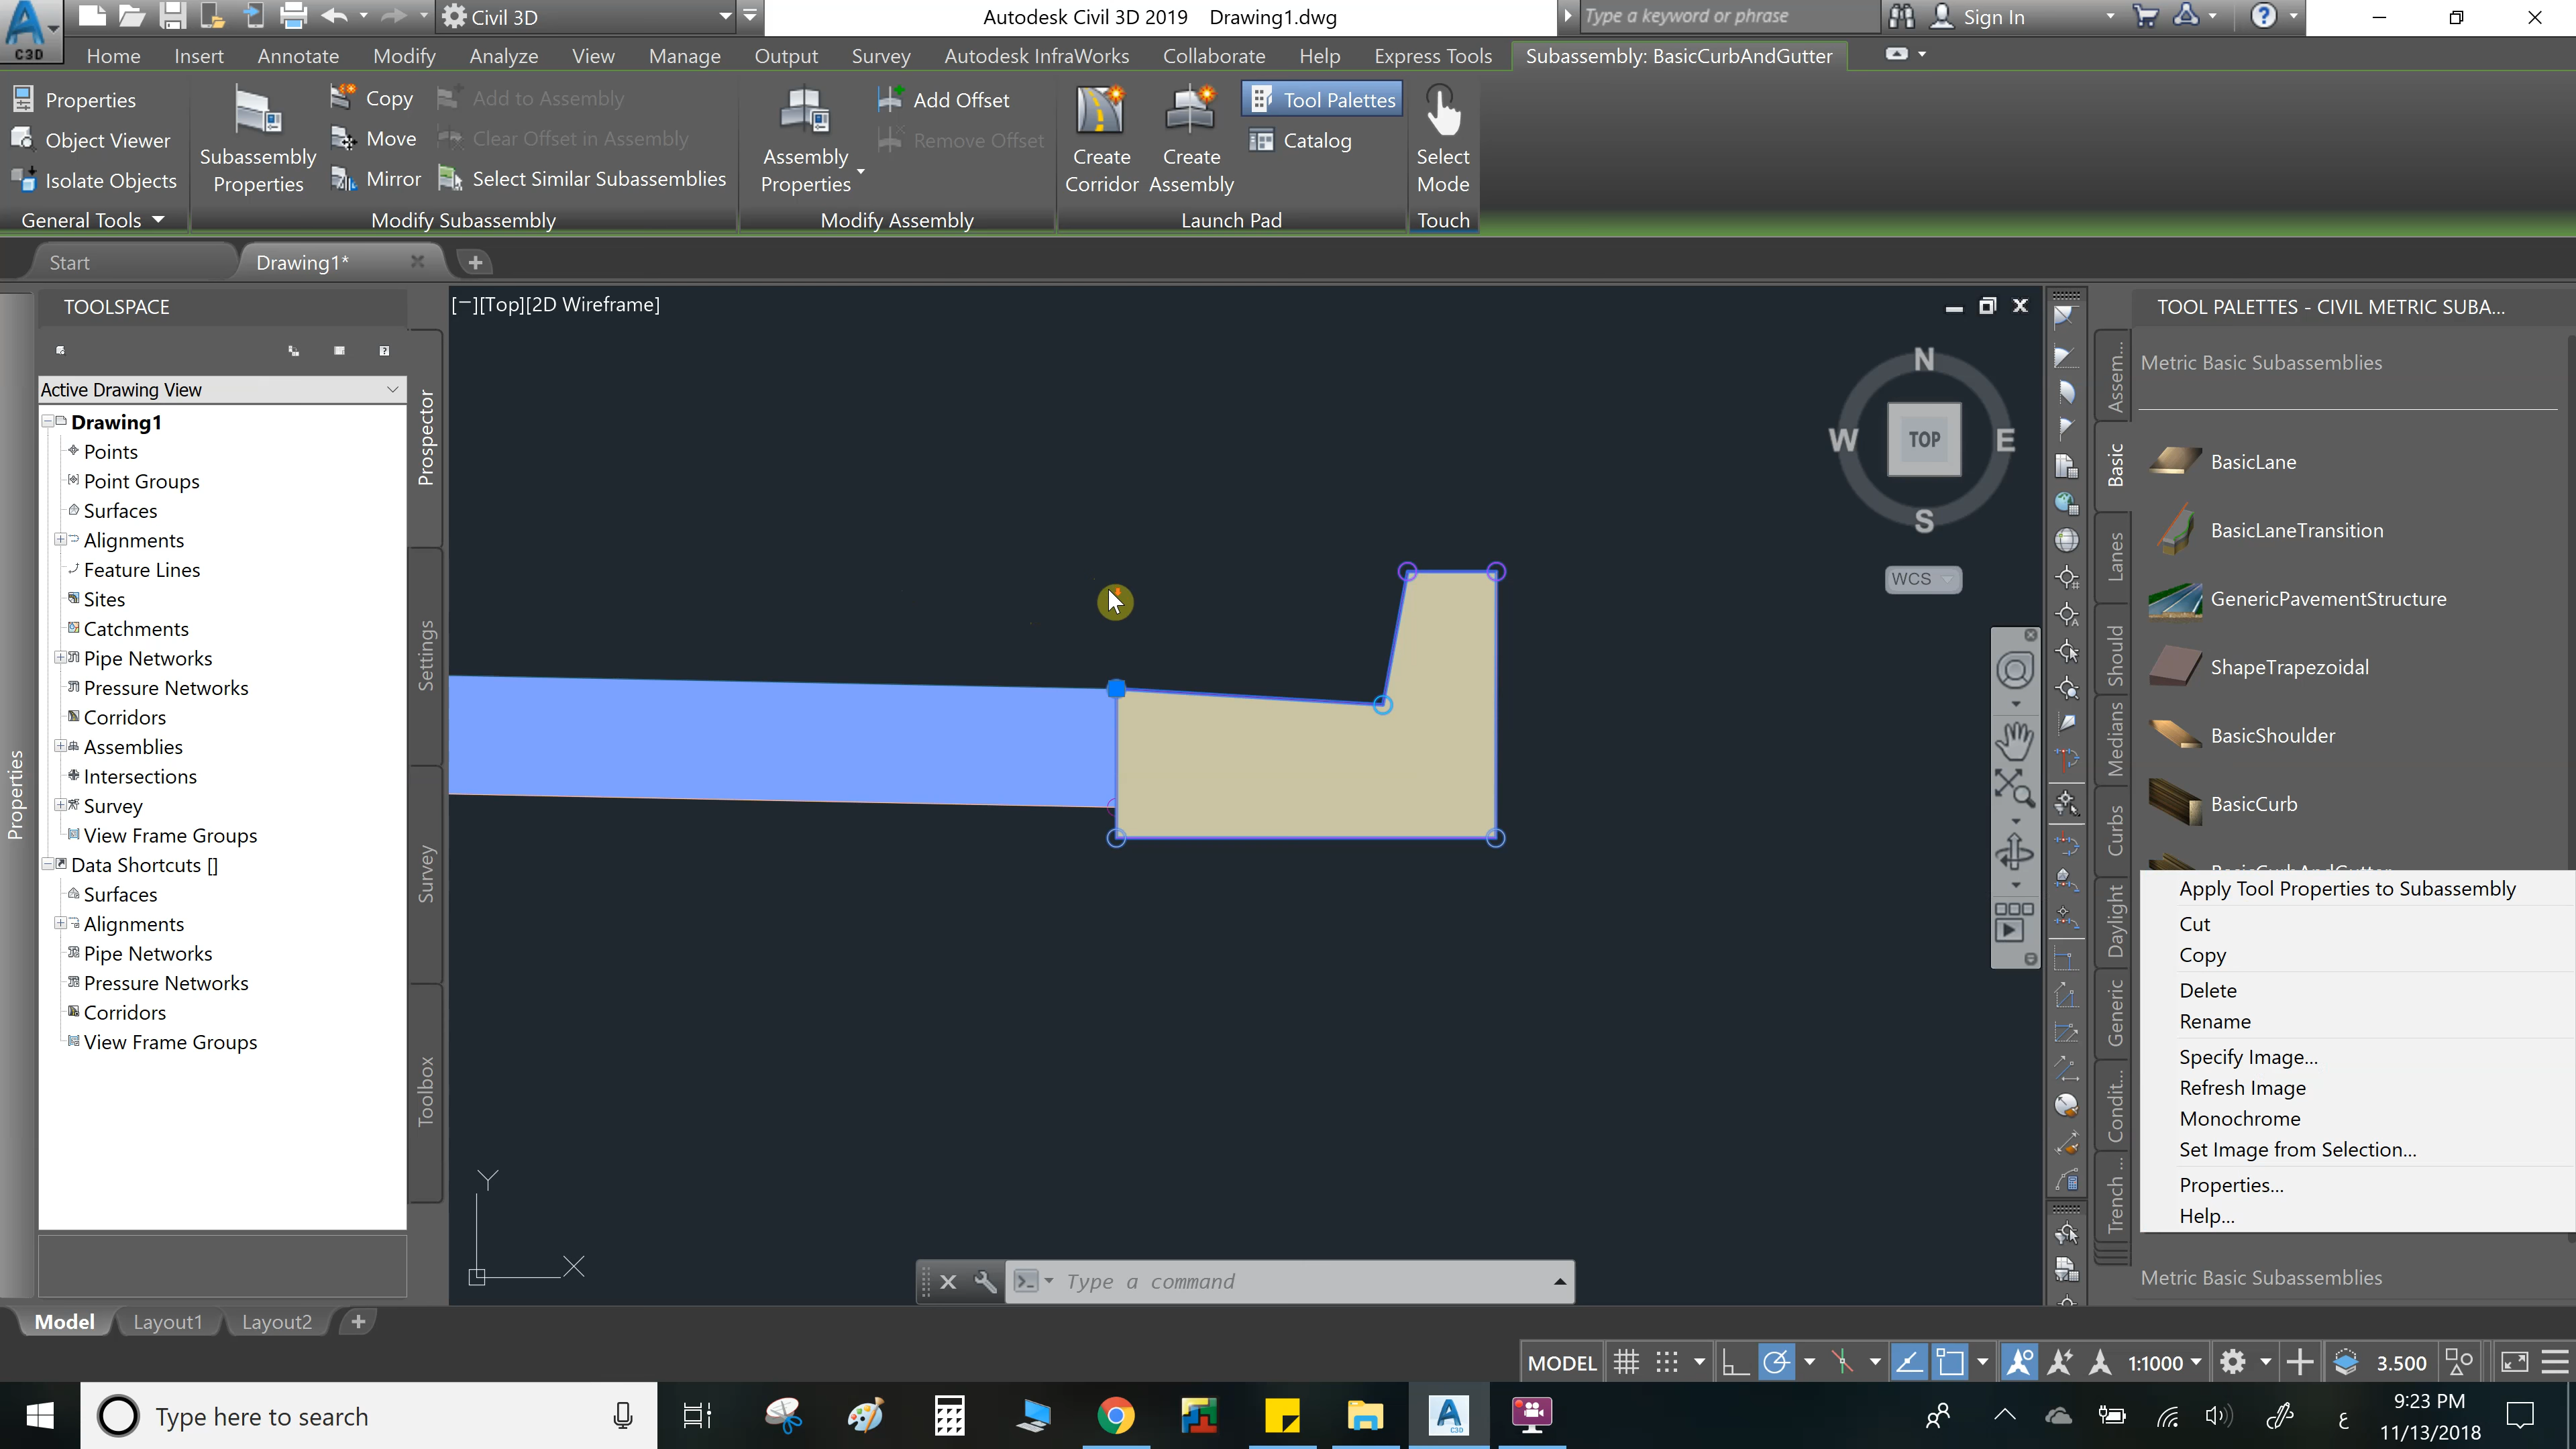 C3D
Civil 3D
Autodesk Civil 3D 2019 Drawing1.dwg
Type a keyword or phrase
Sign In
Home Insert Annotate Modify Analyze View Manage Output Survey Autodesk InfraWorks Collaborate Help Express Tools Subassembly: BasicCurbAndGutter
Properties
Object Viewer
Isolate Objects
General Tools
Subassembly
Properties
Copy
Move
Mirror
Add to Assembly
Clear Offset in Assembly
Select Similar Subassemblies
Modify Subassembly
Assembly
Properties
Add Offset
Remove Offset
Modify Assembly
Create
Corridor
Create
Assembly
Tool Palettes
Catalog
Launch Pad
Select
Mode
Touch
Start
Drawing1*
TOOLSPACE
Active Drawing View
Drawing1
Points
Point Groups
Surfaces
Alignments
Feature Lines
Sites
Catchments
Pipe Networks
Pressure Networks
Corridors
Assemblies
Intersections
Survey
View Frame Groups
Data Shortcuts []
Surfaces
Alignments
Pipe Networks
Pressure Networks
Corridors
View Frame Groups
Properties
Prospector
Settings
Survey
Toolbox
[−][Top][2D Wireframe]
N
W
TOP
E
S
WCS
Y
X
Type a command
TOOL PALETTES - CIVIL METRIC SUBA...
Assem...
Basic
Lanes
Should
Medians
Curbs
Daylight
Generic
Condit...
Trench ...
Metric Basic Subassemblies
BasicLane
BasicLaneTransition
GenericPavementStructure
ShapeTrapezoidal
BasicShoulder
BasicCurb
BasicCurbAndGutter
Apply Tool Properties to Subassembly
Cut
Copy
Delete
Rename
Specify Image...
Refresh Image
Monochrome
Set Image from Selection...
Properties...
Help...
Metric Basic Subassemblies
Model
Layout1
Layout2
MODEL
1:1000
3.500
Type here to search
C3D
ع
9:23 PM
11/13/2018